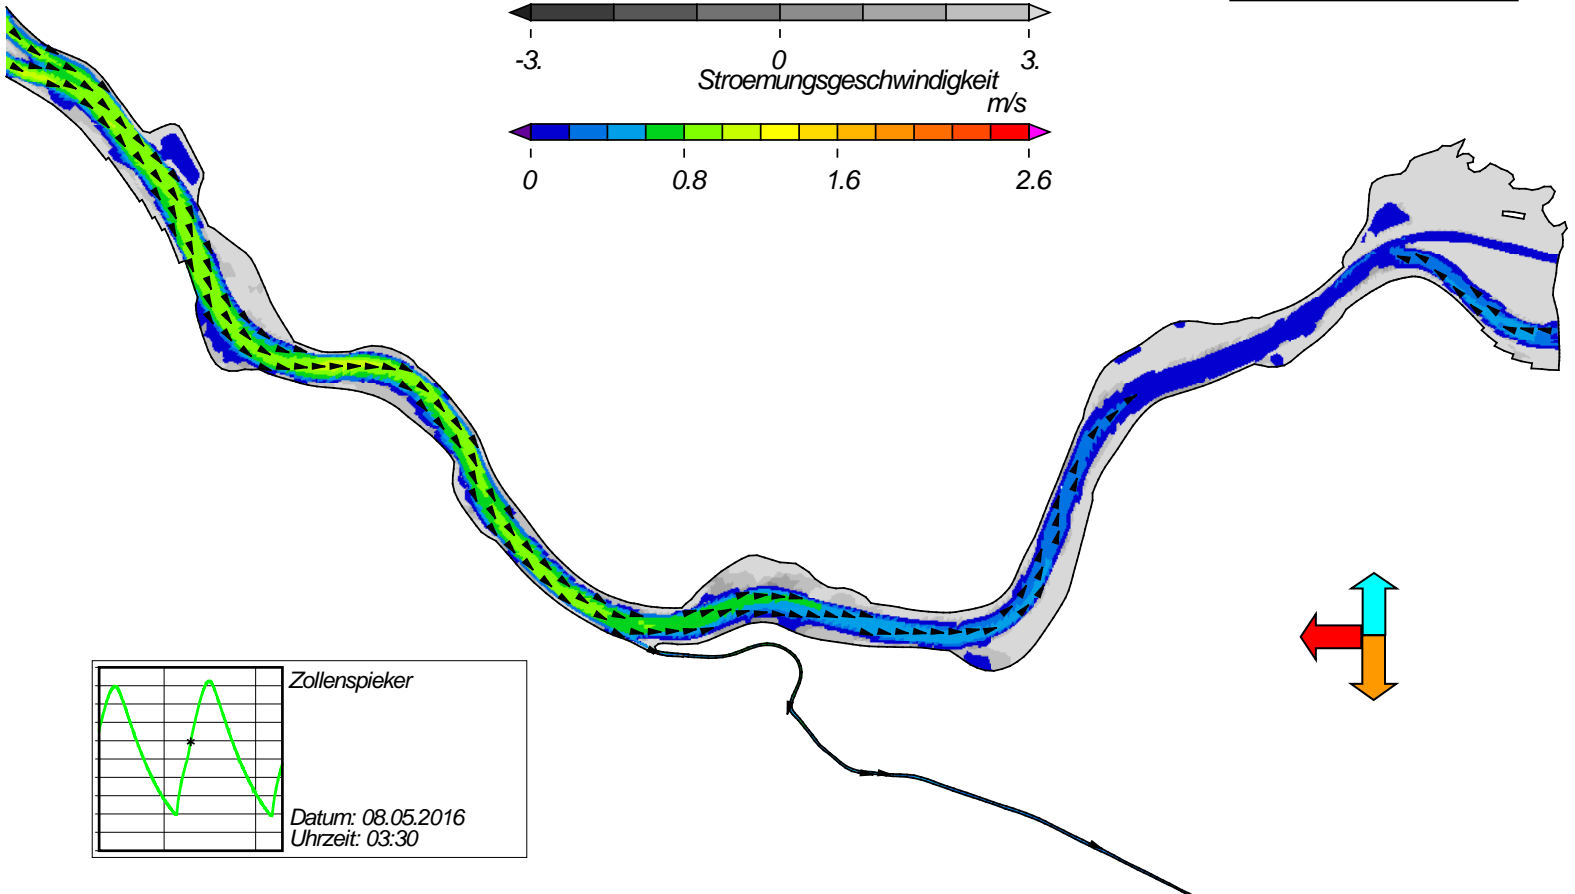 -3. 0 3.
Stroemungsgeschwindigkeit
m/s
0 0.8 1.6 2.6
Zollenspieker
Datum: 08.05.2016
Uhrzeit: 03:30